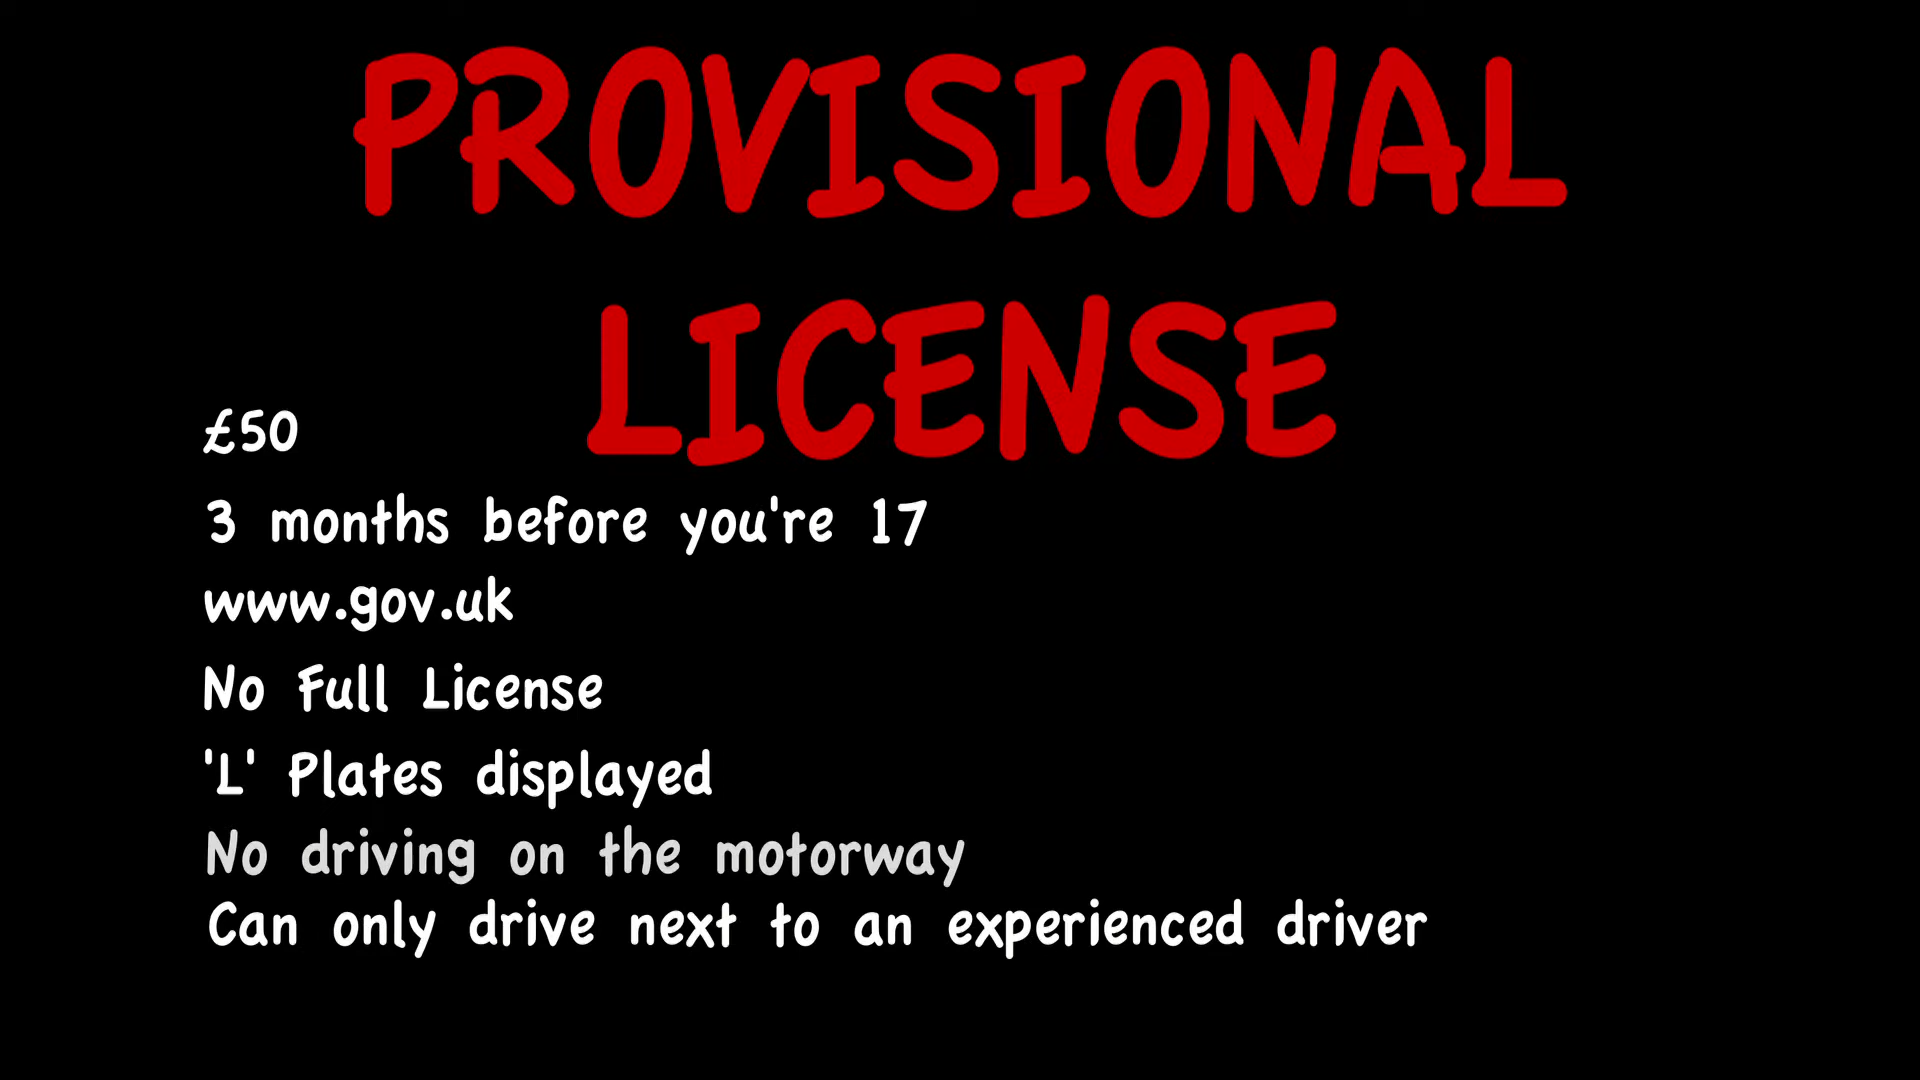 PROVISIONAL
LICENSE
£50
3 months before you're 17
www.gov.uk
No Full License
'L' Plates displayed
No driving on the motorway
Can only drive next to an experienced driver